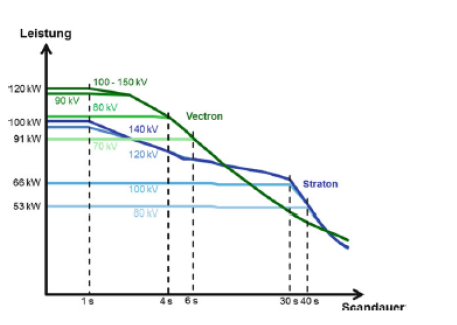 Leistung
120 kW
100 - 150 kV
90 kV
80 kV
Vectron
100 kW
140 kV
91 kW
70 kV
120 kV
66 kW
100 kV
Straton
53 kW
80 kV
1 s
4 s
6 s
30 s
40 s
Scandauer